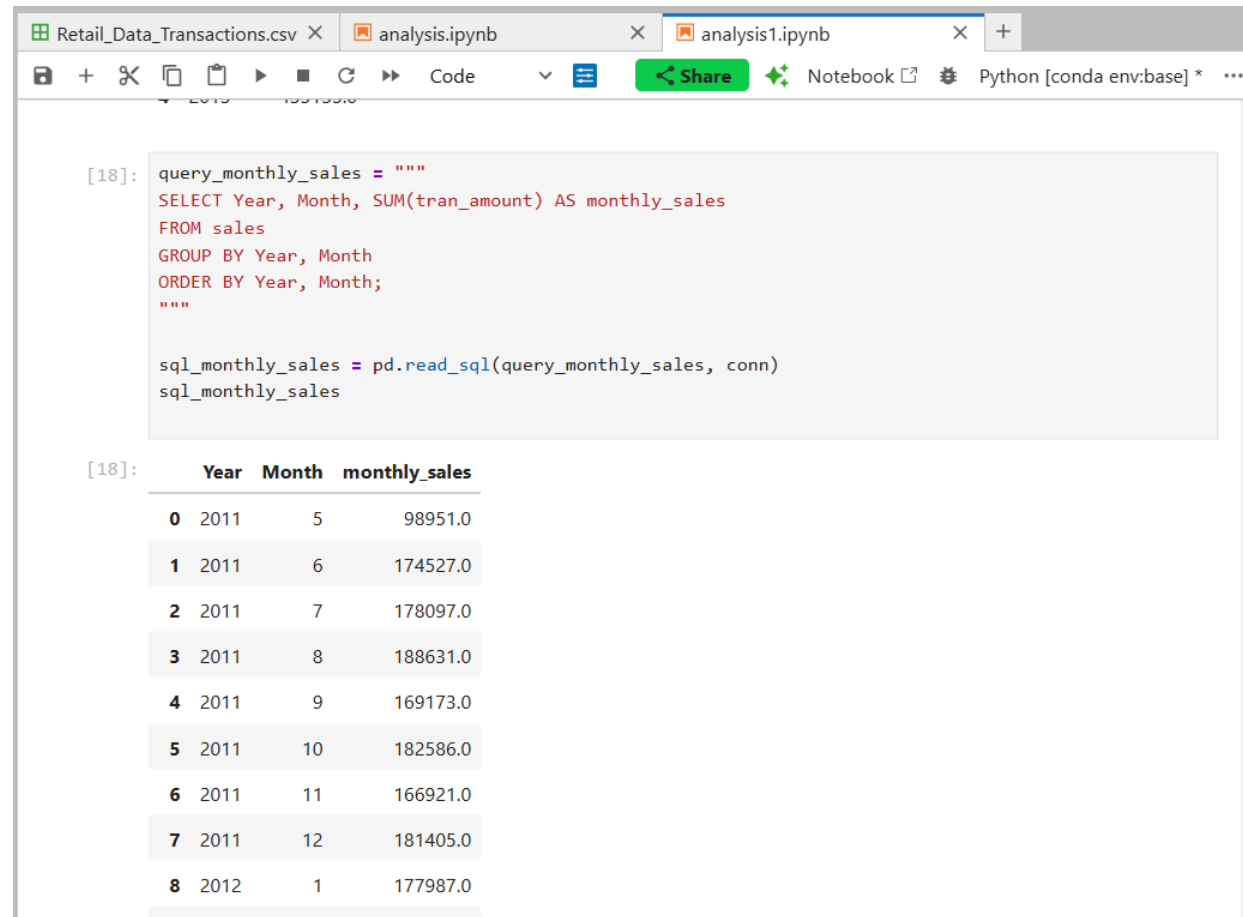 Retail_Data_Transactions.csv analysis.ipynb analysis1.ipynb
Code Share Notebook Python [conda env:base] *
[18]: query_monthly_sales = """
SELECT Year, Month, SUM(tran_amount) AS monthly_sales
FROM sales
GROUP BY Year, Month
ORDER BY Year, Month;
"""
sql_monthly_sales = pd.read_sql(query_monthly_sales, conn)
sql_monthly_sales
[18]: Year Month monthly_sales
0 2011 5 98951.0
1 2011 6 174527.0
2 2011 7 178097.0
3 2011 8 188631.0
4 2011 9 169173.0
5 2011 10 182586.0
6 2011 11 166921.0
7 2011 12 181405.0
8 2012 1 177987.0